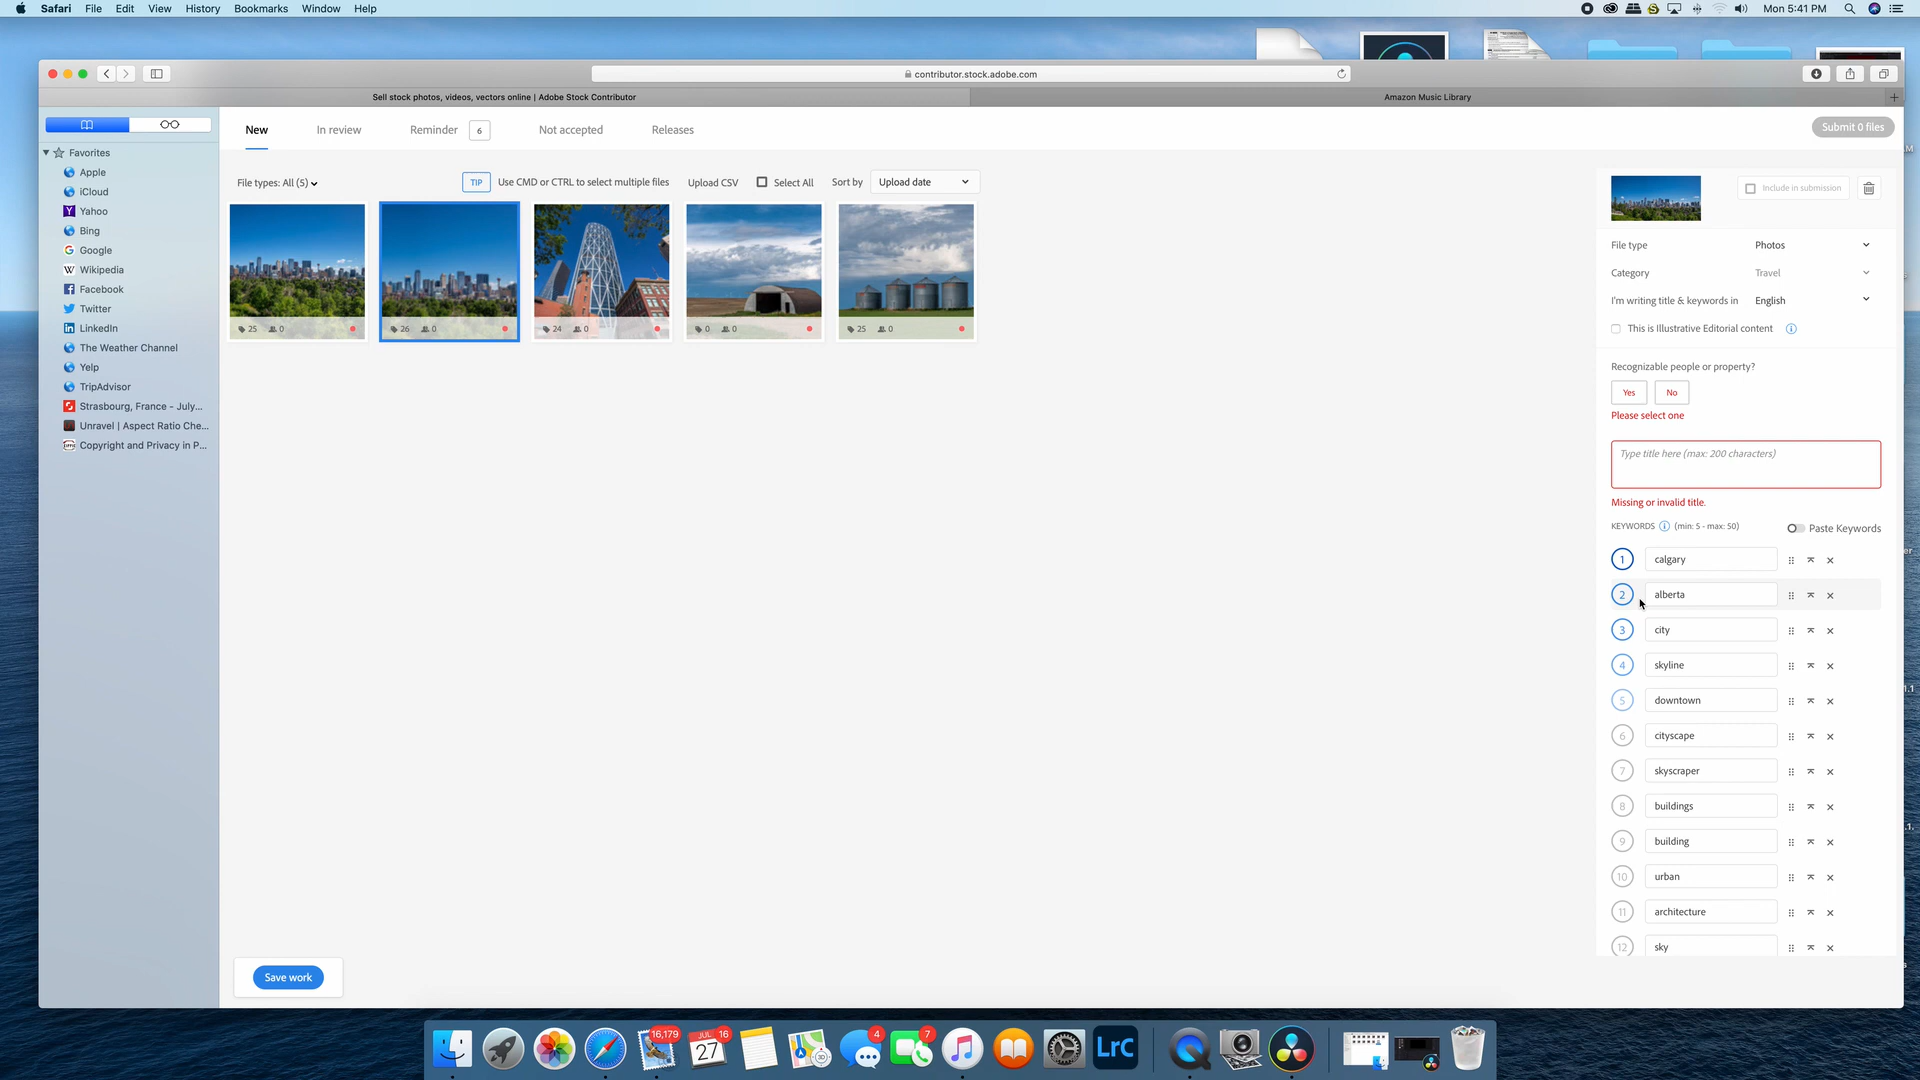 Safari File Edit View History Bookmarks Window Help Mon 5:41 PM
contributor.stock.adobe.com
Sell stock photos, videos, vectors online | Adobe Stock Contributor Amazon Music Library
New In review Reminder 6 Not accepted Releases Submit 0 files
Favorites
Apple
iCloud
Yahoo
Bing
Google
Wikipedia
Facebook
Twitter
LinkedIn
The Weather Channel
Yelp
TripAdvisor
Strasbourg, France - July...
Unravel | Aspect Ratio Che...
Copyright and Privacy in P...
File types: All (5) TIP Use CMD or CTRL to select multiple files Upload CSV Select All Sort by Upload date
25 0 26 0 24 0 0 0 25 0
Save work
Include in submission
File type Photos
Category Travel
I'm writing title & keywords in English
This is Illustrative Editorial content
Recognizable people or property?
Yes No
Please select one
Type title here (max: 200 characters)
Missing or invalid title.
KEYWORDS (min: 5 - max: 50) Paste Keywords
1 calgary
2 alberta
3 city
4 skyline
5 downtown
6 cityscape
7 skyscraper
8 buildings
9 building
10 urban
11 architecture
12 sky
16,179 JUL 16 27 3D 4 7 LrC